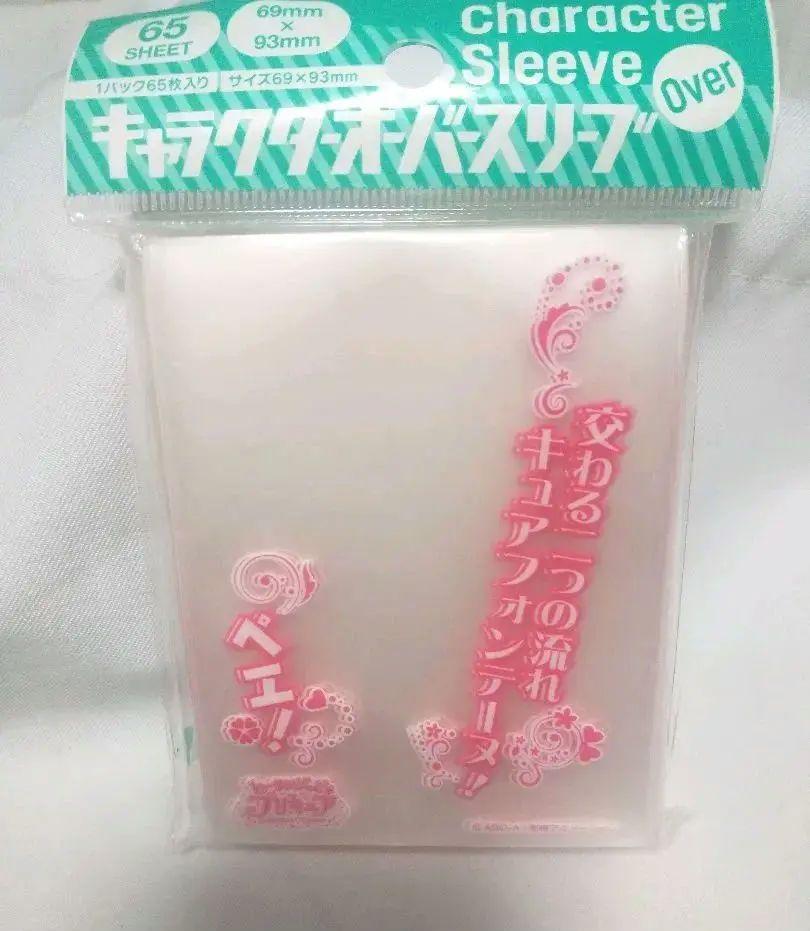 65
SHEET
69mm
×
93mm
Character
Sleeve
Over
1パック65枚入り
サイズ69×93mm
キャラクターオーバースリーブ
交わる二つの流れ
キュアフォンテーヌ!!
ペエ!
プリキュア